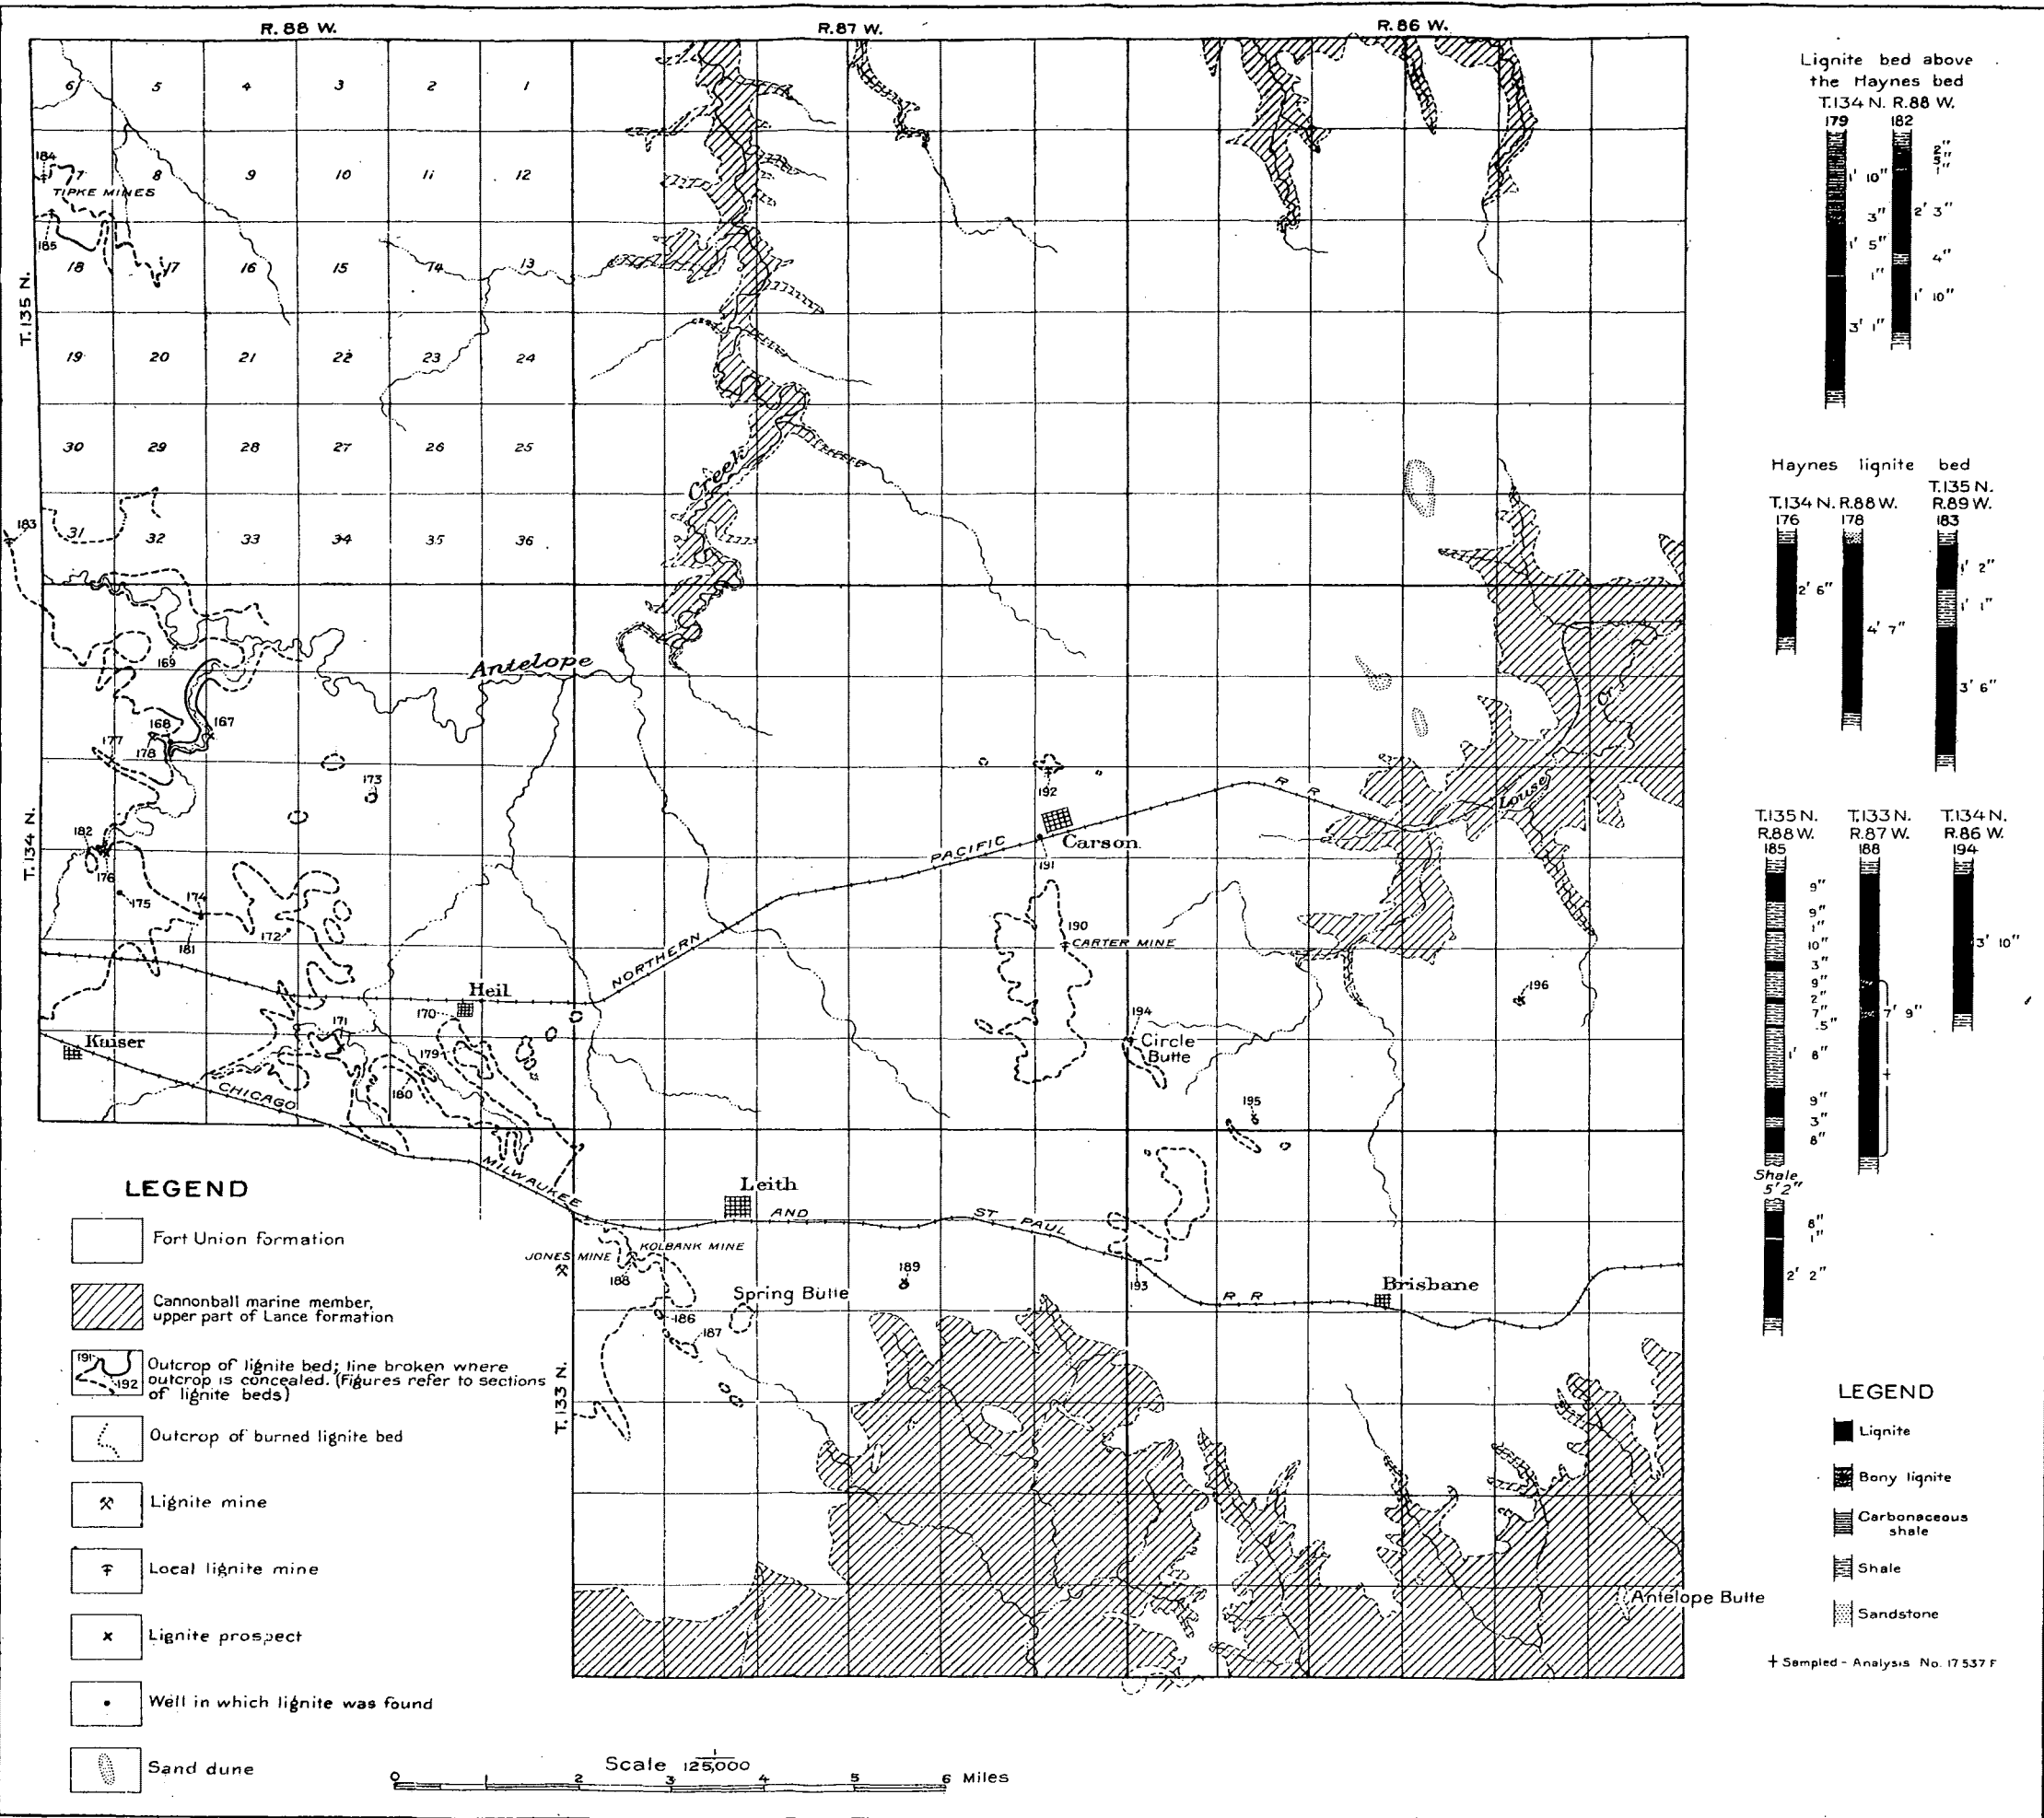 R. 88 W.
R. 87 W.
R. 86 W.
6 5 4 3 2 1
184
7 8 9 10 11 12
TIPKE MINES
185
18 17 16 15 14 13
T. 135 N.
19 20 21 22 23 24
30 29 28 27 26 25
Creek
183
31 32 33 34 35 36
169
Antelope
168 167
177 178
173
192
Lousy
Cr.
R R
T. 134 N.
182
PACIFIC
Carson
191
176
175
174
172
181
190
CARTER MINE
NORTHERN
Heil
196
170
171
194
Kaiser
179
Circle
Butte
180
CHICAGO
195
MILWAUKEE
Leith
AND
ST PAUL
KOLBANK MINE
JONES MINE
188
189
193
Brisbane
R R
Spring Butte
186
187
T. 133 N.
Antelope Butte
LEGEND
Fort Union formation
Cannonball marine member,
upper part of Lance formation
191
192
Outcrop of lignite bed; line broken where
outcrop is concealed. (Figures refer to sections
of lignite beds)
Outcrop of burned lignite bed
Lignite mine
Local lignite mine
Lignite prospect
Well in which lignite was found
Sand dune
Scale 1/125,000
0 1 2 3 4 5 6 Miles
Lignite bed above
the Haynes bed
T.134 N. R.88 W.
179 182
2"
5"
1"
1' 10"
3" 2' 3"
1' 5"
4"
1"
1' 10"
3' 1"
Haynes lignite bed
T.135 N.
T.134 N. R.88 W. R.89 W.
176 178 183
1' 2"
2' 6" 1' 1"
4' 7"
3' 6"
T.135 N. T.133 N. T.134 N.
R.88 W. R.87 W. R.86 W.
185 188 194
9"
9"
1"
10" 3' 10"
3"
9"
2"
7" 7' 9"
.5"
1' 8"
9"
3"
8"
Shale
5' 2"
8"
1"
2' 2"
LEGEND
Lignite
Bony lignite
Carbonaceous
shale
Shale
Sandstone
+ Sampled - Analysis No. 17537 F